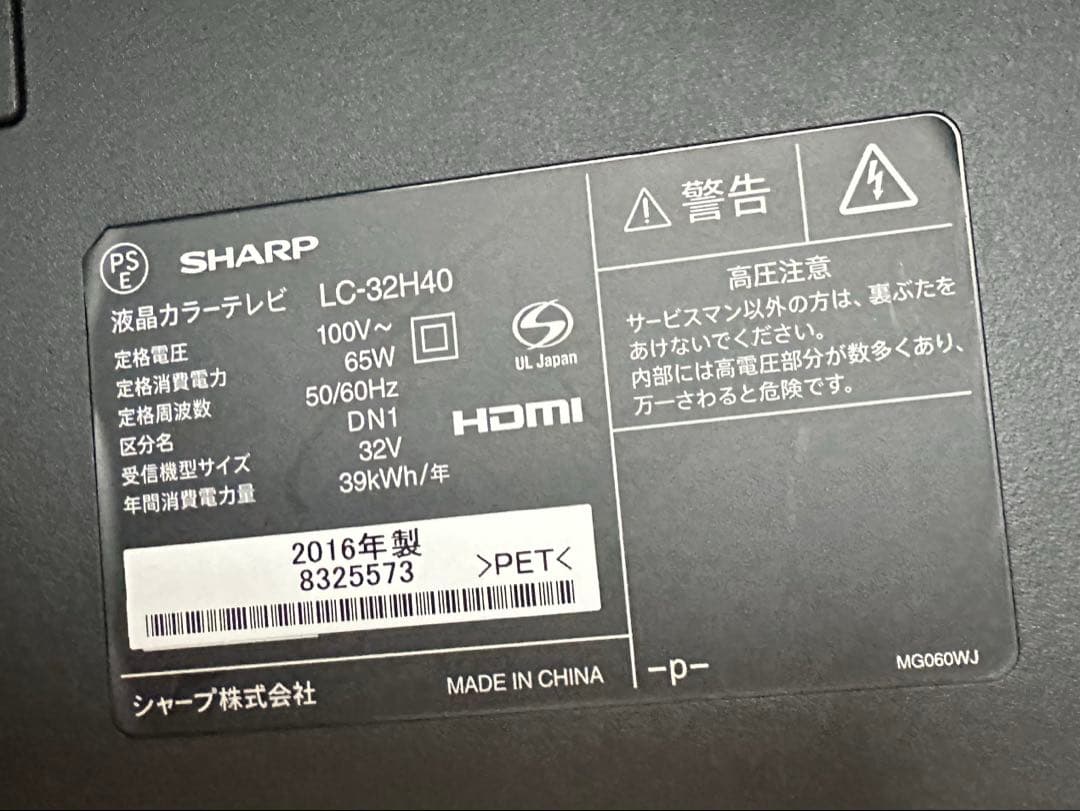 PS
E
SHARP
液晶カラーテレビ LC-32H40
定格電圧 100V～
定格消費電力 65W
定格周波数 50/60Hz
区分名 DN1
受信機型サイズ 32V
年間消費電力量 39kWh/年
UL Japan
HDMI
2016年製
8325573 >PET<
シャープ株式会社 MADE IN CHINA
警告
高圧注意
サービスマン以外の方は、裏ぶたを
あけないでください。
内部には高電圧部分が数多くあり、
万一さわると危険です。
-p- MG060WJ